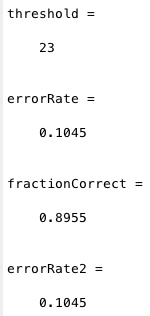 threshold =
23
errorRate =
0.1045
fractionCorrect =
0.8955
errorRate2 =
0.1045